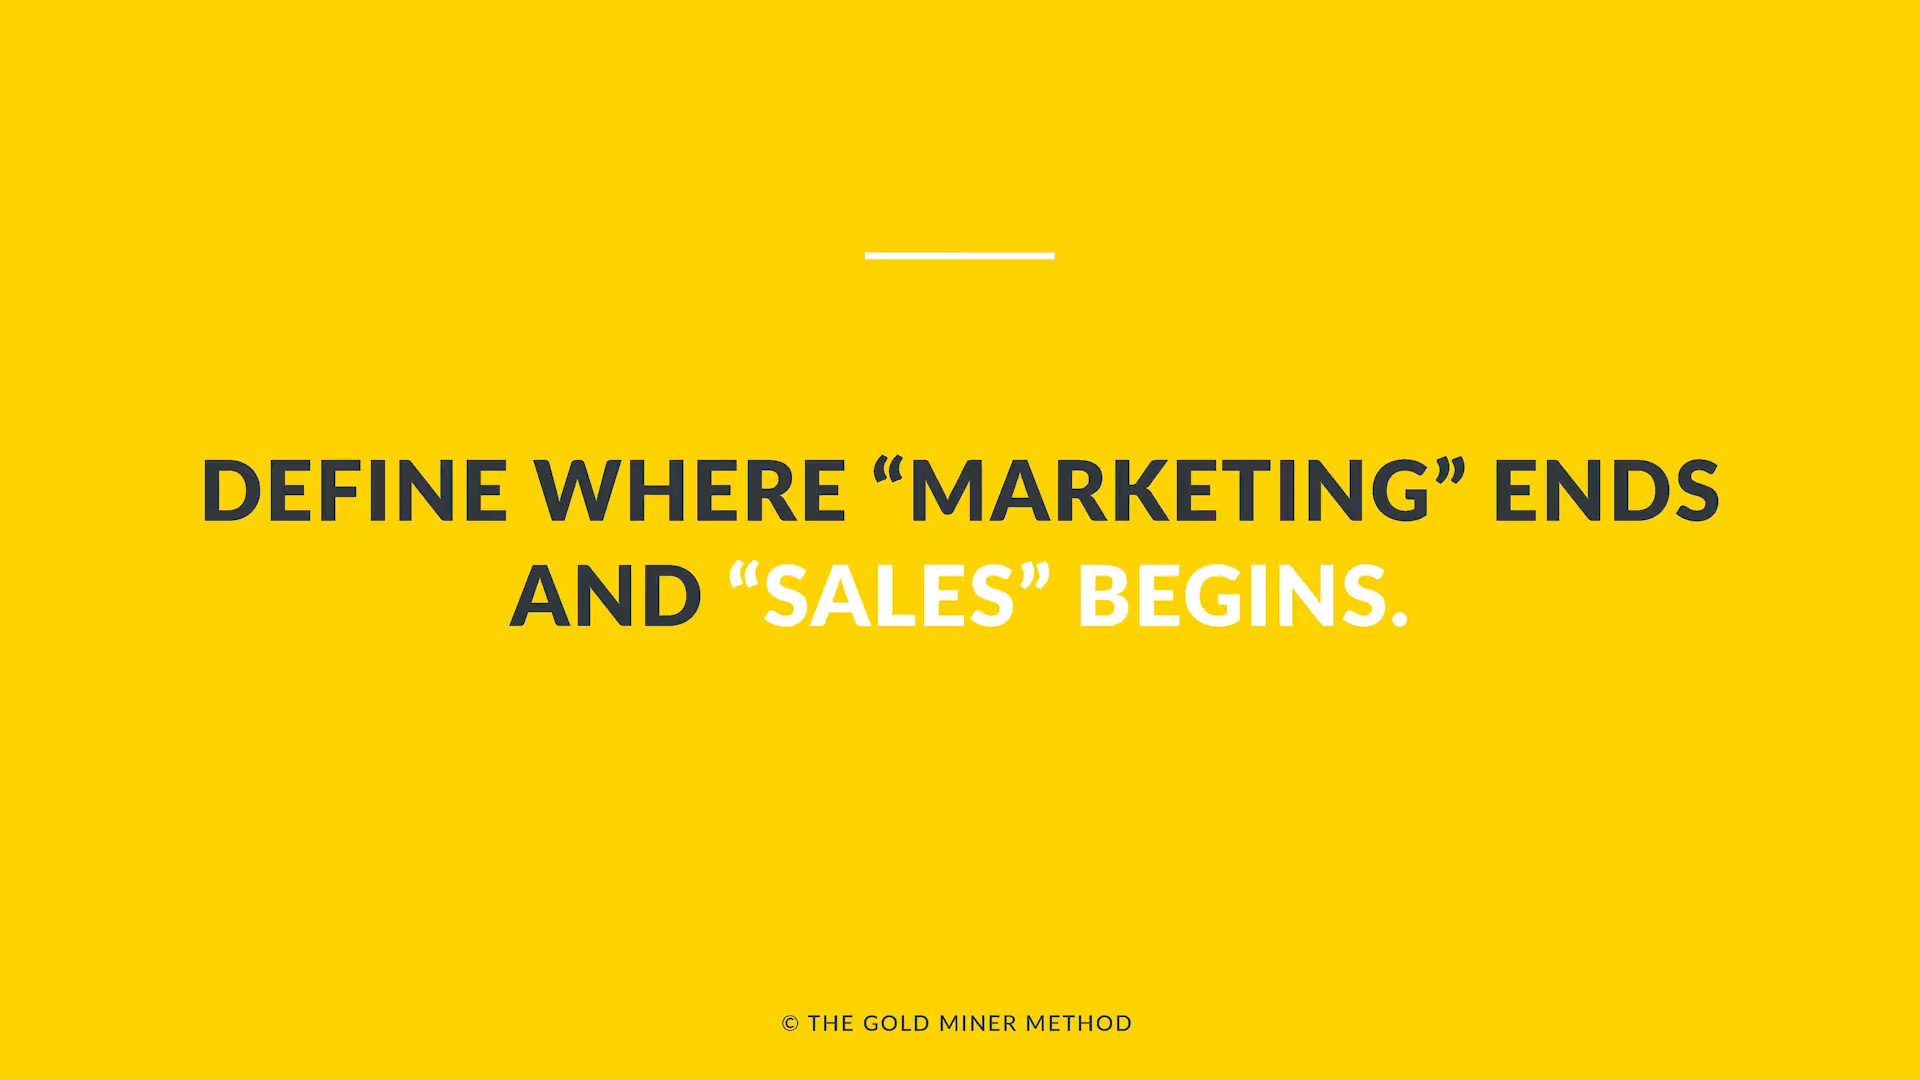 DEFINE WHERE “MARKETING” ENDS
AND “SALES” BEGINS.
© THE GOLD MINER METHOD